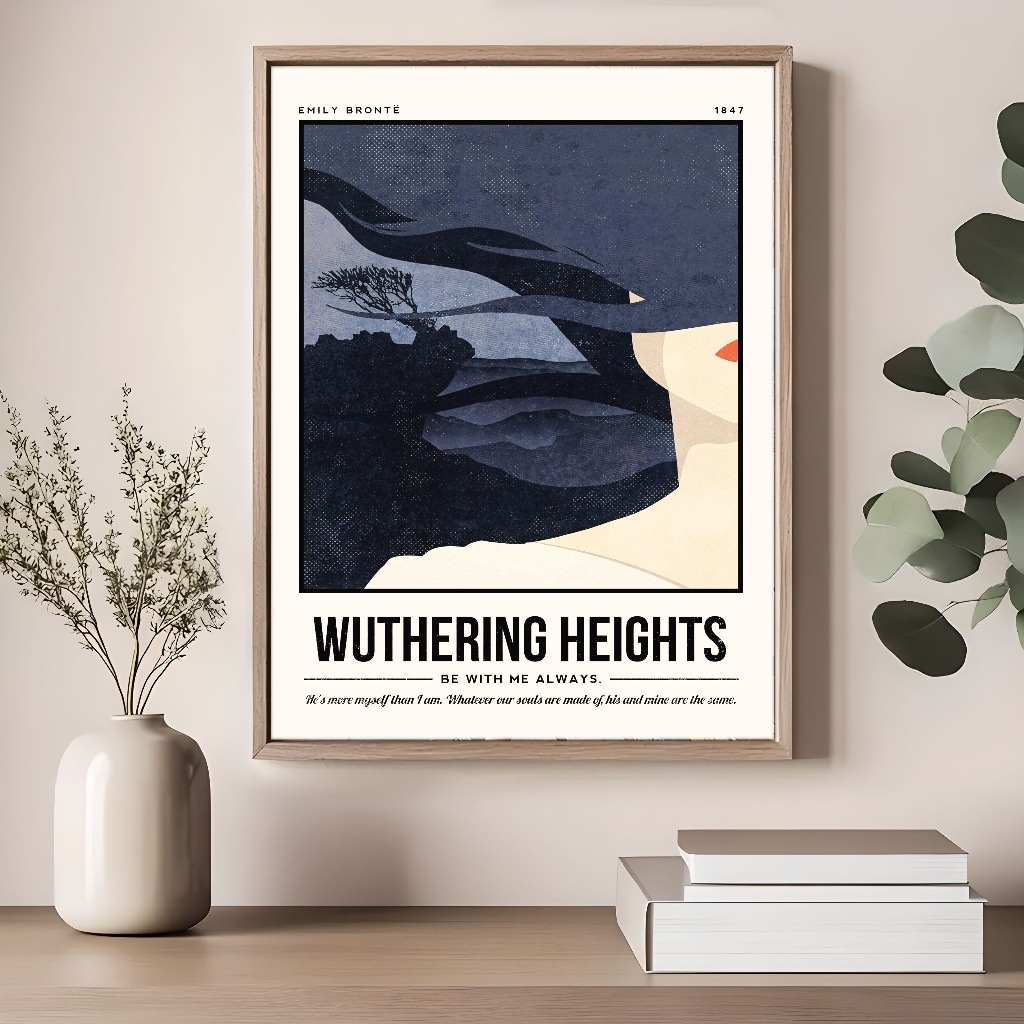 EMILY BRONTË
1847
WUTHERING HEIGHTS
BE WITH ME ALWAYS.
He's more myself than I am. Whatever our souls are made of, his and mine are the same.